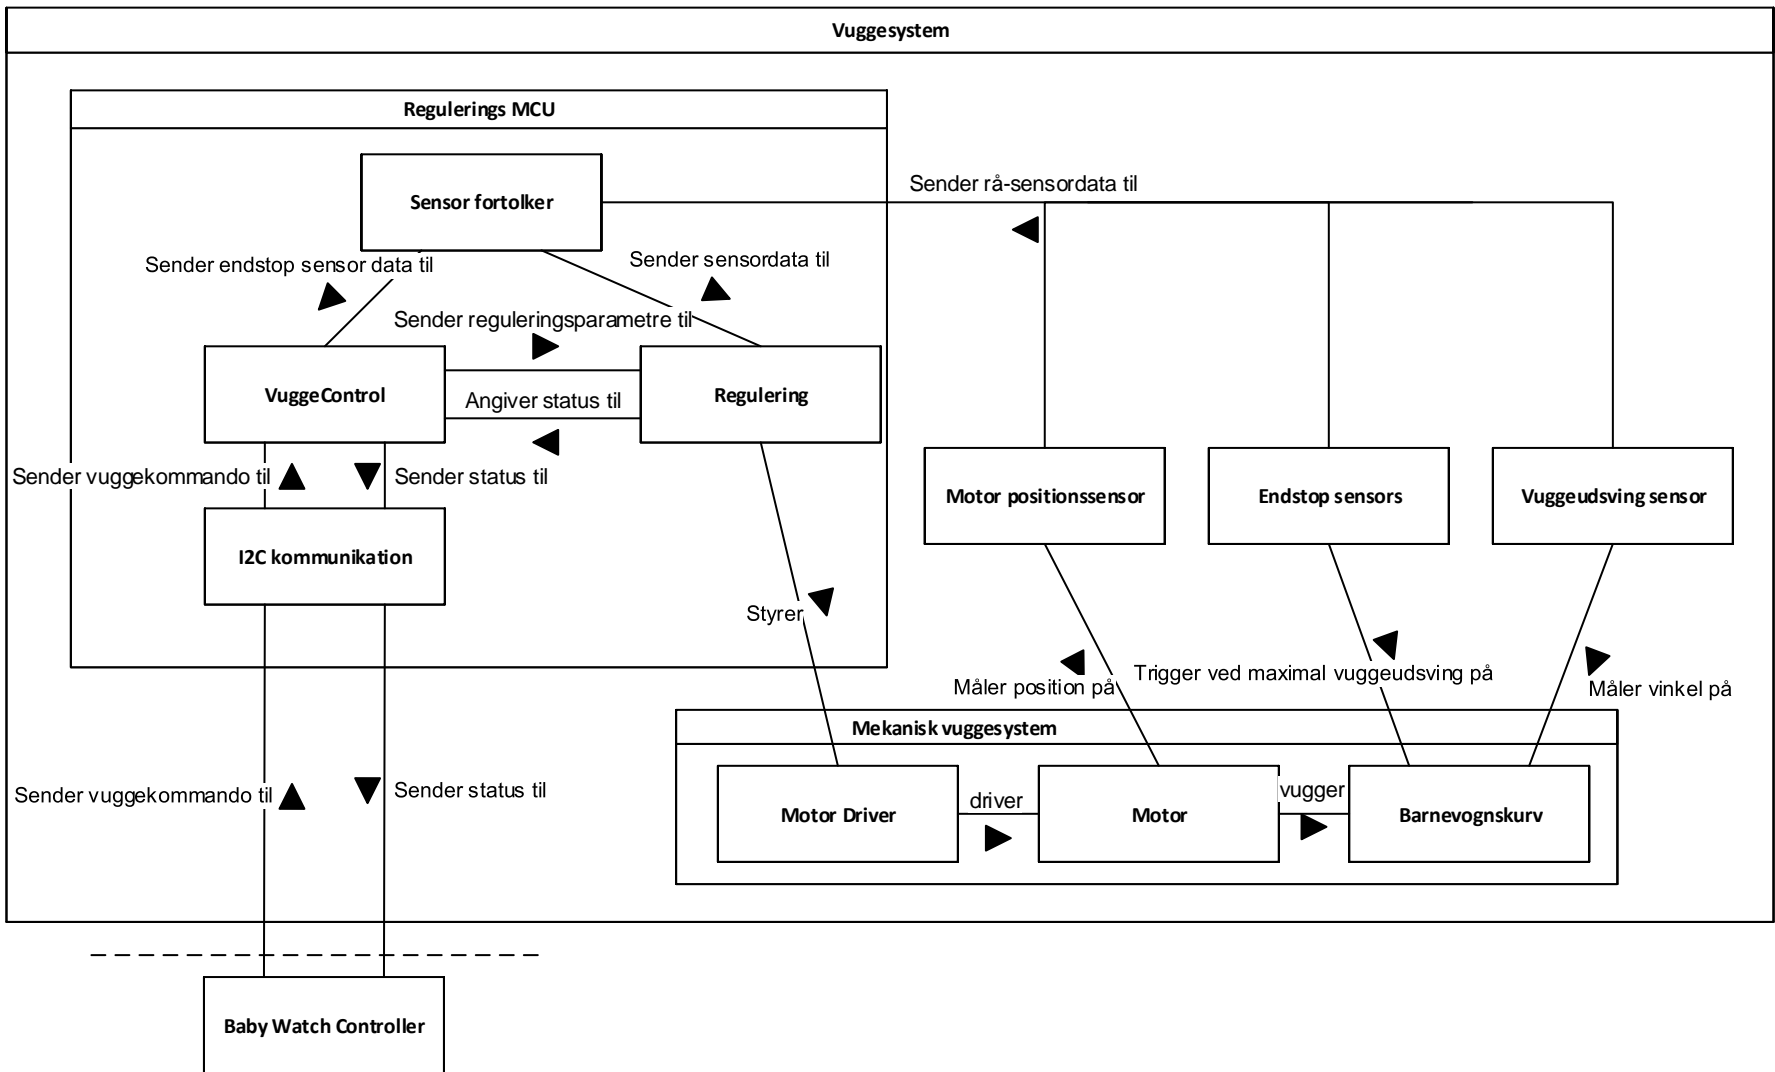 Vuggesystem
Regulerings MCU
Sensor fortolker
Sender rå-sensordata til
Sender endstop sensor data til
Sender sensordata til
Sender reguleringsparametre til
VuggeControl
Angiver status til
Regulering
Sender vuggekommando til
Sender status til
Motor positionssensor
Endstop sensors
Vuggeudsving sensor
I2C kommunikation
Styrer
Måler position på
Trigger ved maximal vuggeudsving på
Måler vinkel på
Mekanisk vuggesystem
Sender vuggekommando til
Sender status til
Motor Driver
driver
Motor
vugger
Barnevognskurv
Baby Watch Controller